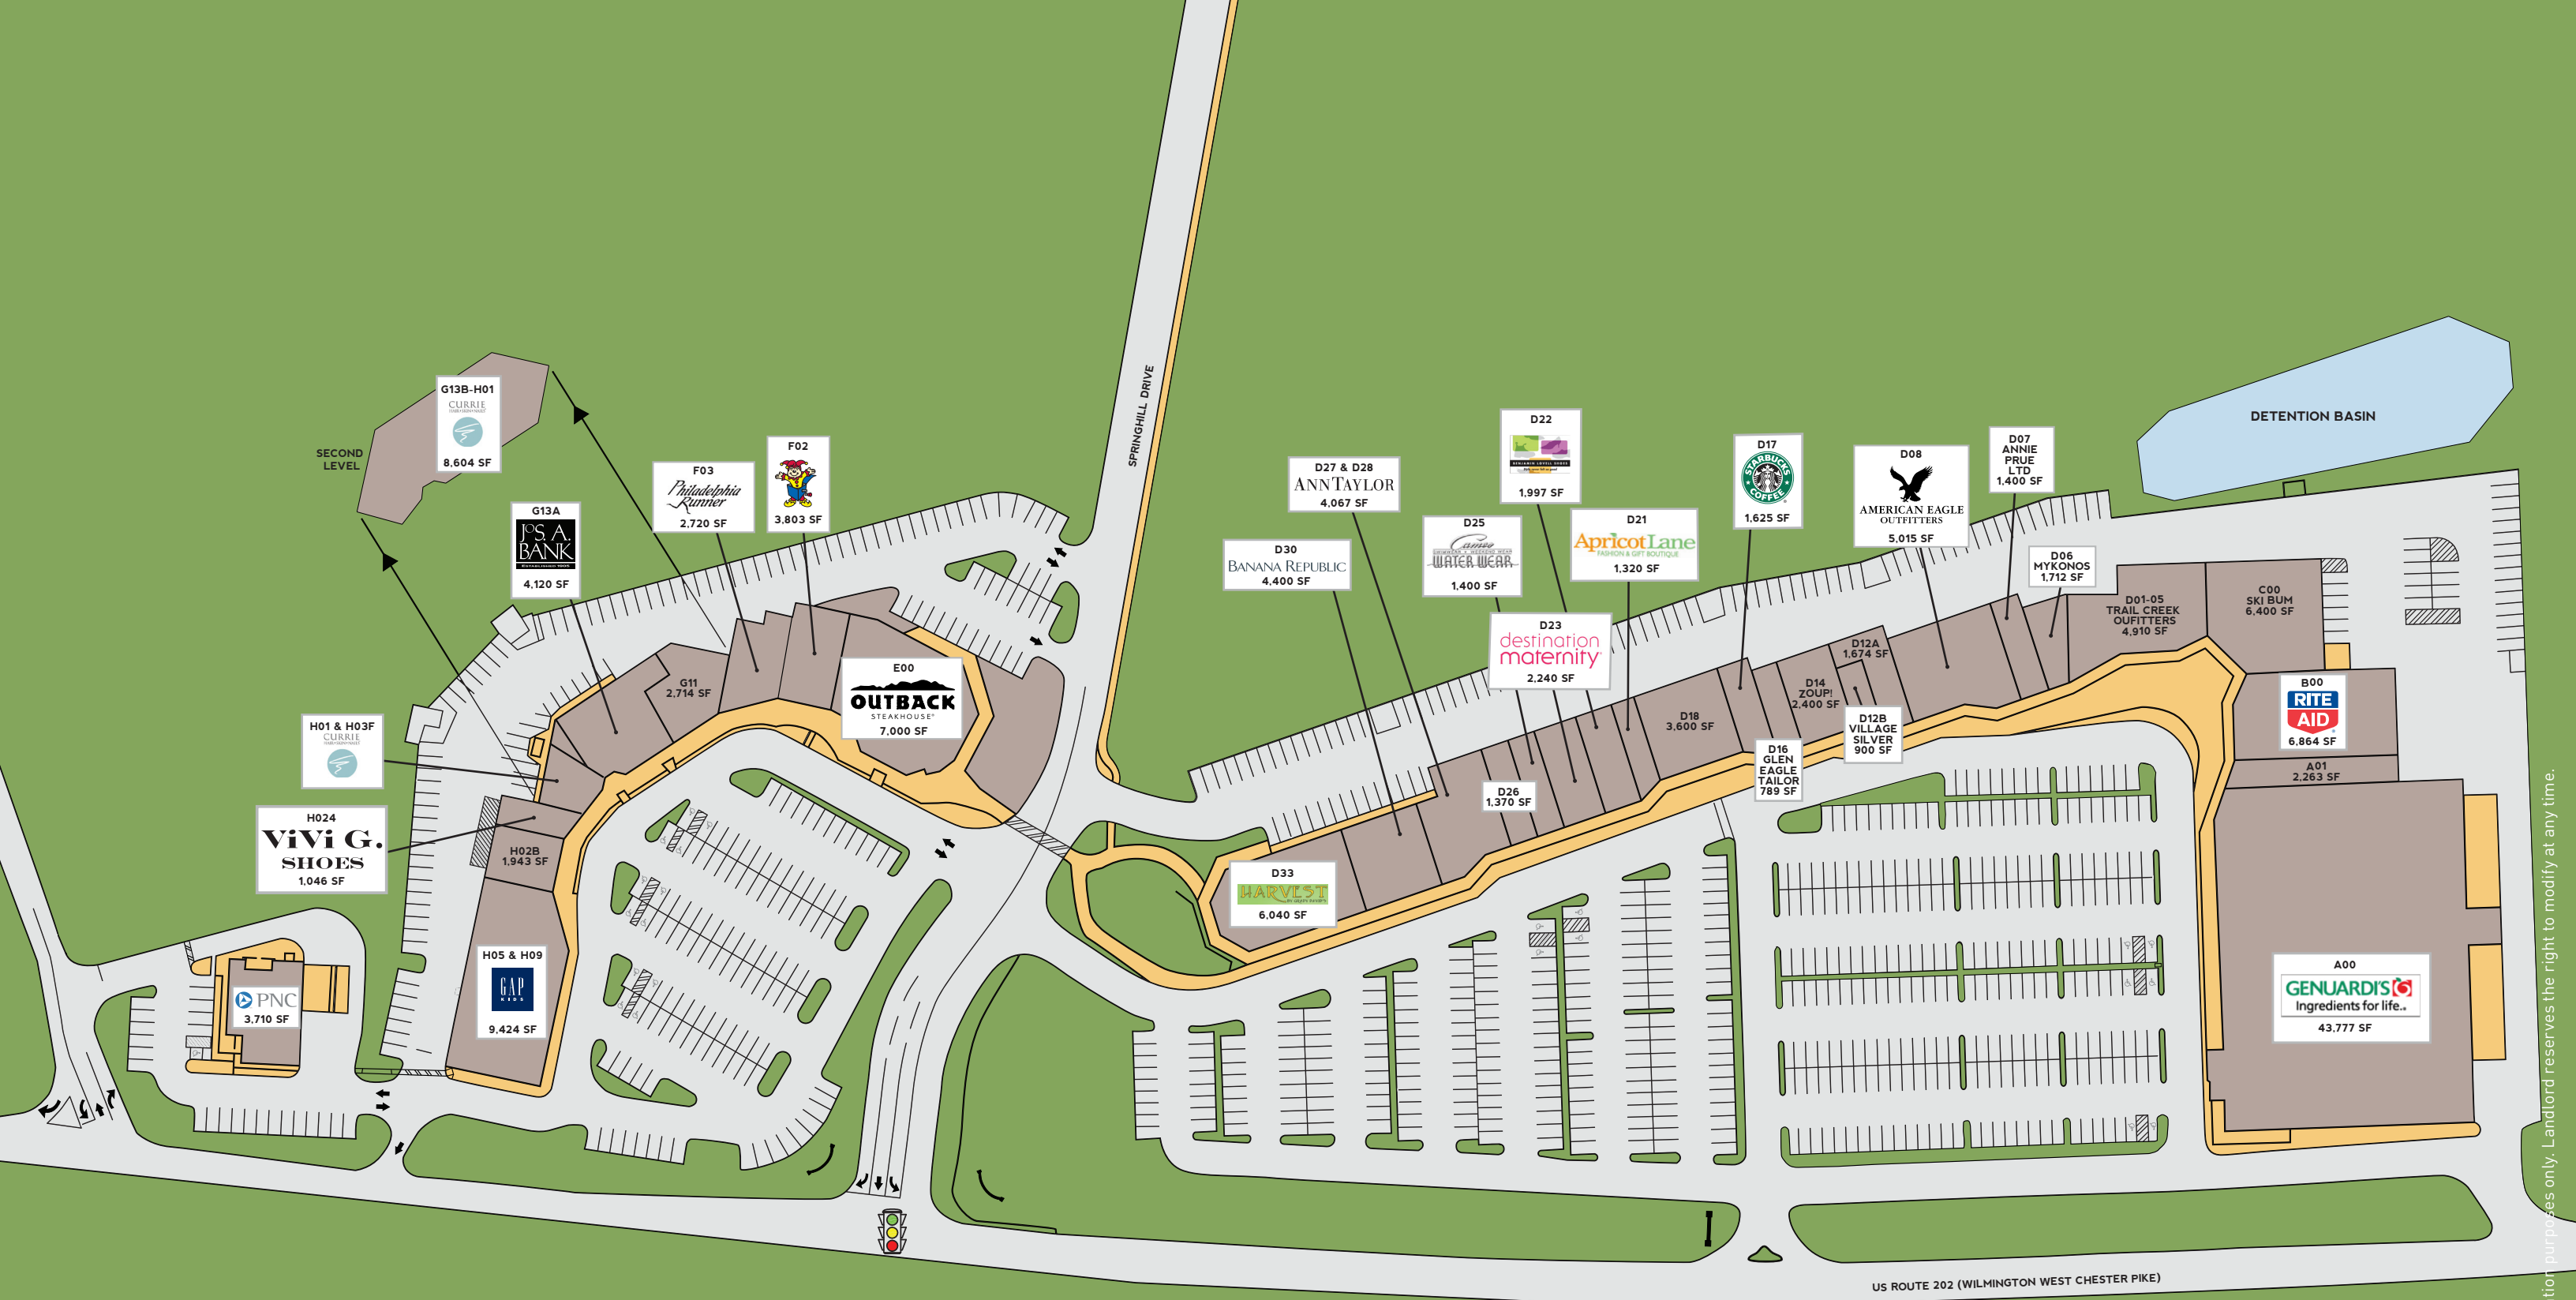 SECOND
LEVEL
G13B-H01
CURRIE
8,604 SF
G13A
JoS. A.
BANK
4,120 SF
F03
Philadelphia
Runner
2,720 SF
F02
3,803 SF
G11
2,714 SF
E00
OUTBACK
STEAKHOUSE
7,000 SF
H01 & H03F
CURRIE
H024
ViVi G.
SHOES
1,046 SF
H02B
1,943 SF
H05 & H09
GAP
KIDS
9,424 SF
PNC
3,710 SF
SPRINGHILL DRIVE
D33
HARVEST
6,040 SF
D30
BANANA REPUBLIC
4,400 SF
D27 & D28
ANNTAYLOR
4,067 SF
D26
1,370 SF
D25
Cameo
WATER WEAR
1,400 SF
D23
destination
maternity
2,240 SF
D22
BENJAMIN LOVELL SHOES
1,997 SF
D21
ApricotLane
FASHION & GIFT BOUTIQUE
1,320 SF
D18
3,600 SF
D17
STARBUCKS
COFFEE
1,625 SF
D16
GLEN
EAGLE
TAILOR
789 SF
D14
ZOUP!
2,400 SF
D12A
1,674 SF
D12B
VILLAGE
SILVER
900 SF
D08
AMERICAN EAGLE
OUTFITTERS
5,015 SF
D07
ANNIE
PRUE
LTD
1,400 SF
D06
MYKONOS
1,712 SF
D01-05
TRAIL CREEK
OUFITTERS
4,910 SF
C00
SKI BUM
6,400 SF
DETENTION BASIN
B00
RITE
AID
6,864 SF
A01
2,263 SF
A00
GENUARDI'S
Ingredients for life..
43,777 SF
US ROUTE 202 (WILMINGTON WEST CHESTER PIKE)
purposes only. Landlord reserves the right to modify at any time.